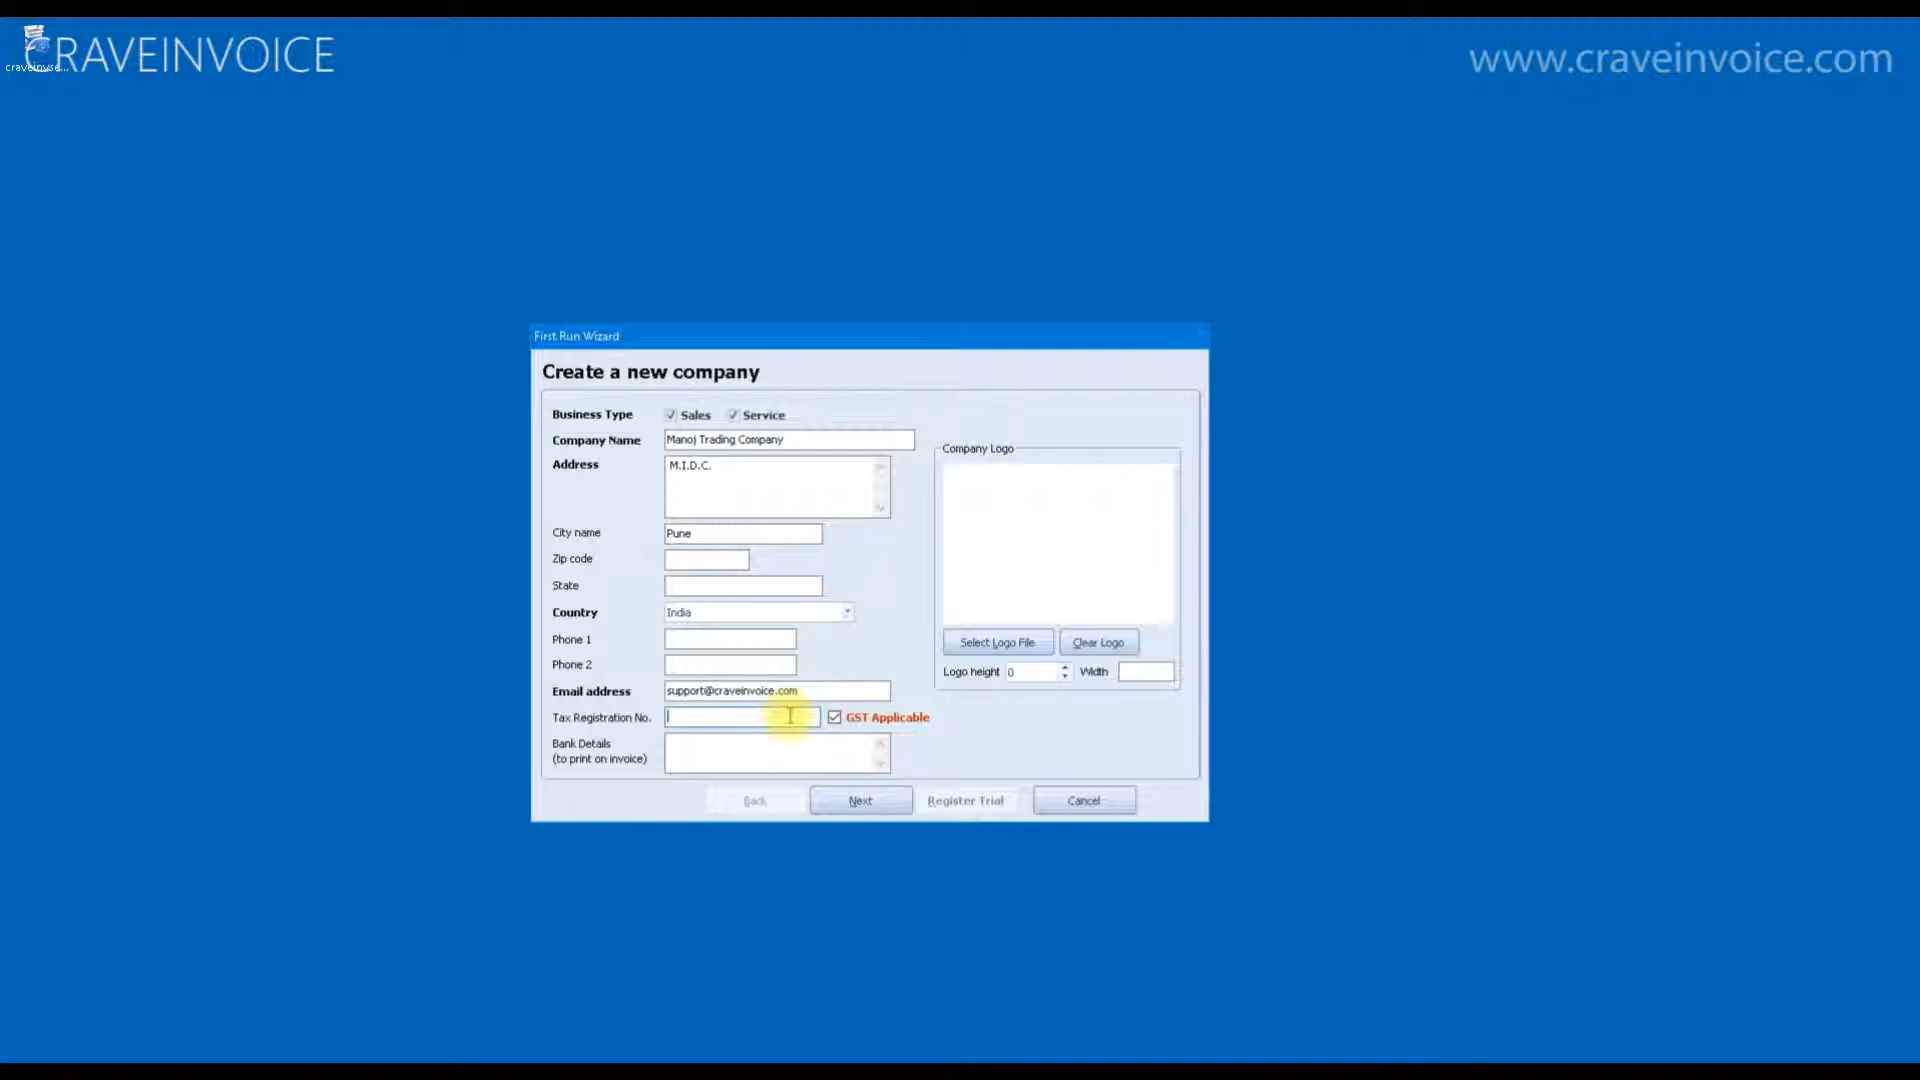 CRAVEINVOICE
craveinvse...
www.craveinvoice.com
First Run Wizard
Create a new company
Business Type
Sales
Service
Company Name
Manoj Trading Company
Address
M.I.D.C.
City name
Pune
Zip code
State
Country
India
Phone 1
Phone 2
Email address
support@craveinvoice.com
Tax Registration No.
GST Applicable
Bank Details
(to print on invoice)
Company Logo
Select Logo File
Clear Logo
Logo height
0
Width
Back
Next
Register Trial
Cancel